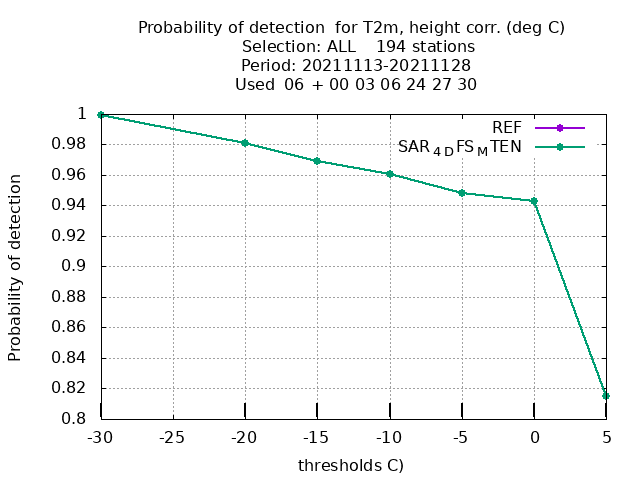 Probability of detection  for T2m, height corr. (deg C)
Selection: ALL    194 stations
Period: 20211113-20211128
Used  06  + 00 03 06 24 27 30
REF
SAR4DFSMTEN
Probability of detection
1
0.98
0.96
0.94
0.92
0.9
0.88
0.86
0.84
0.82
0.8
-30 -25 -20 -15 -10 -5 0 5
thresholds C)